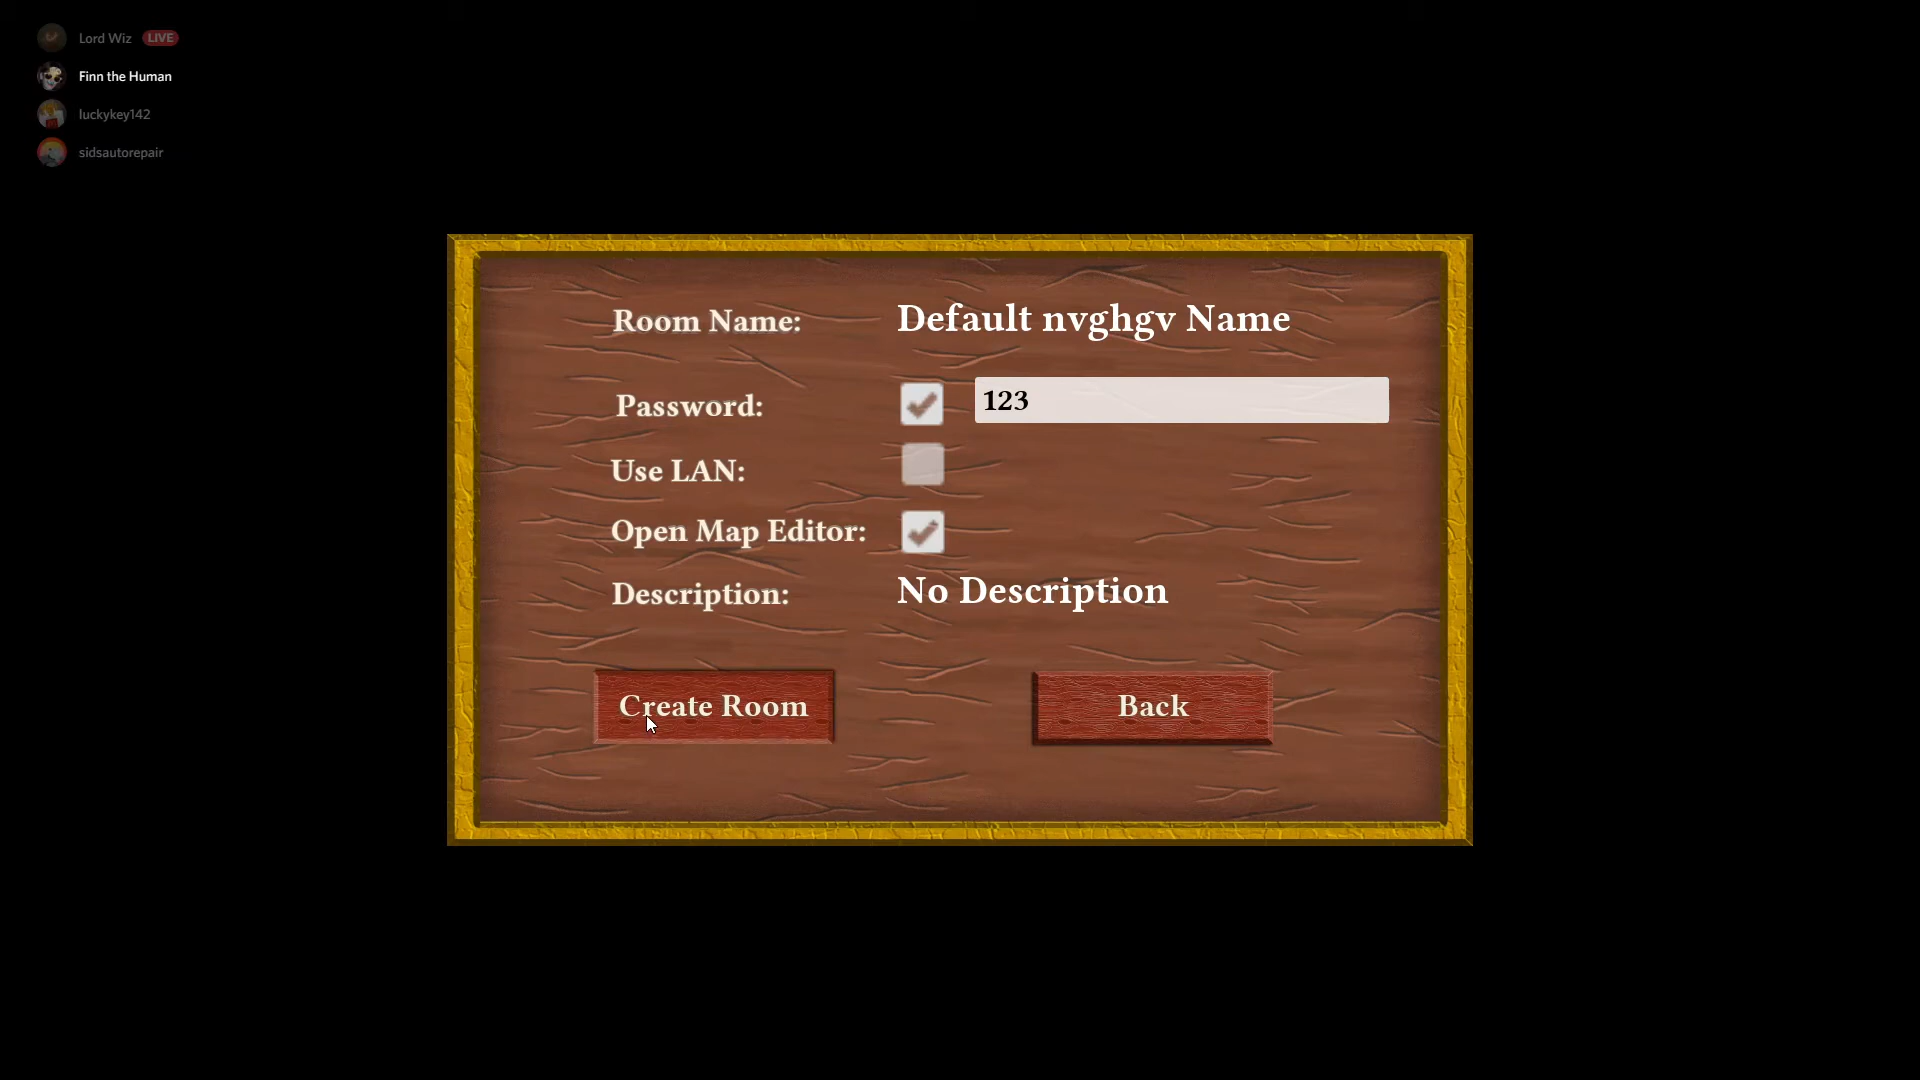 Lord Wiz LIVE
Finn the Human
luckykey142
sidsautorepair
Room Name: Default nvghgv Name
Password: 123
Use LAN:
Open Map Editor:
Description: No Description
Create Room Back